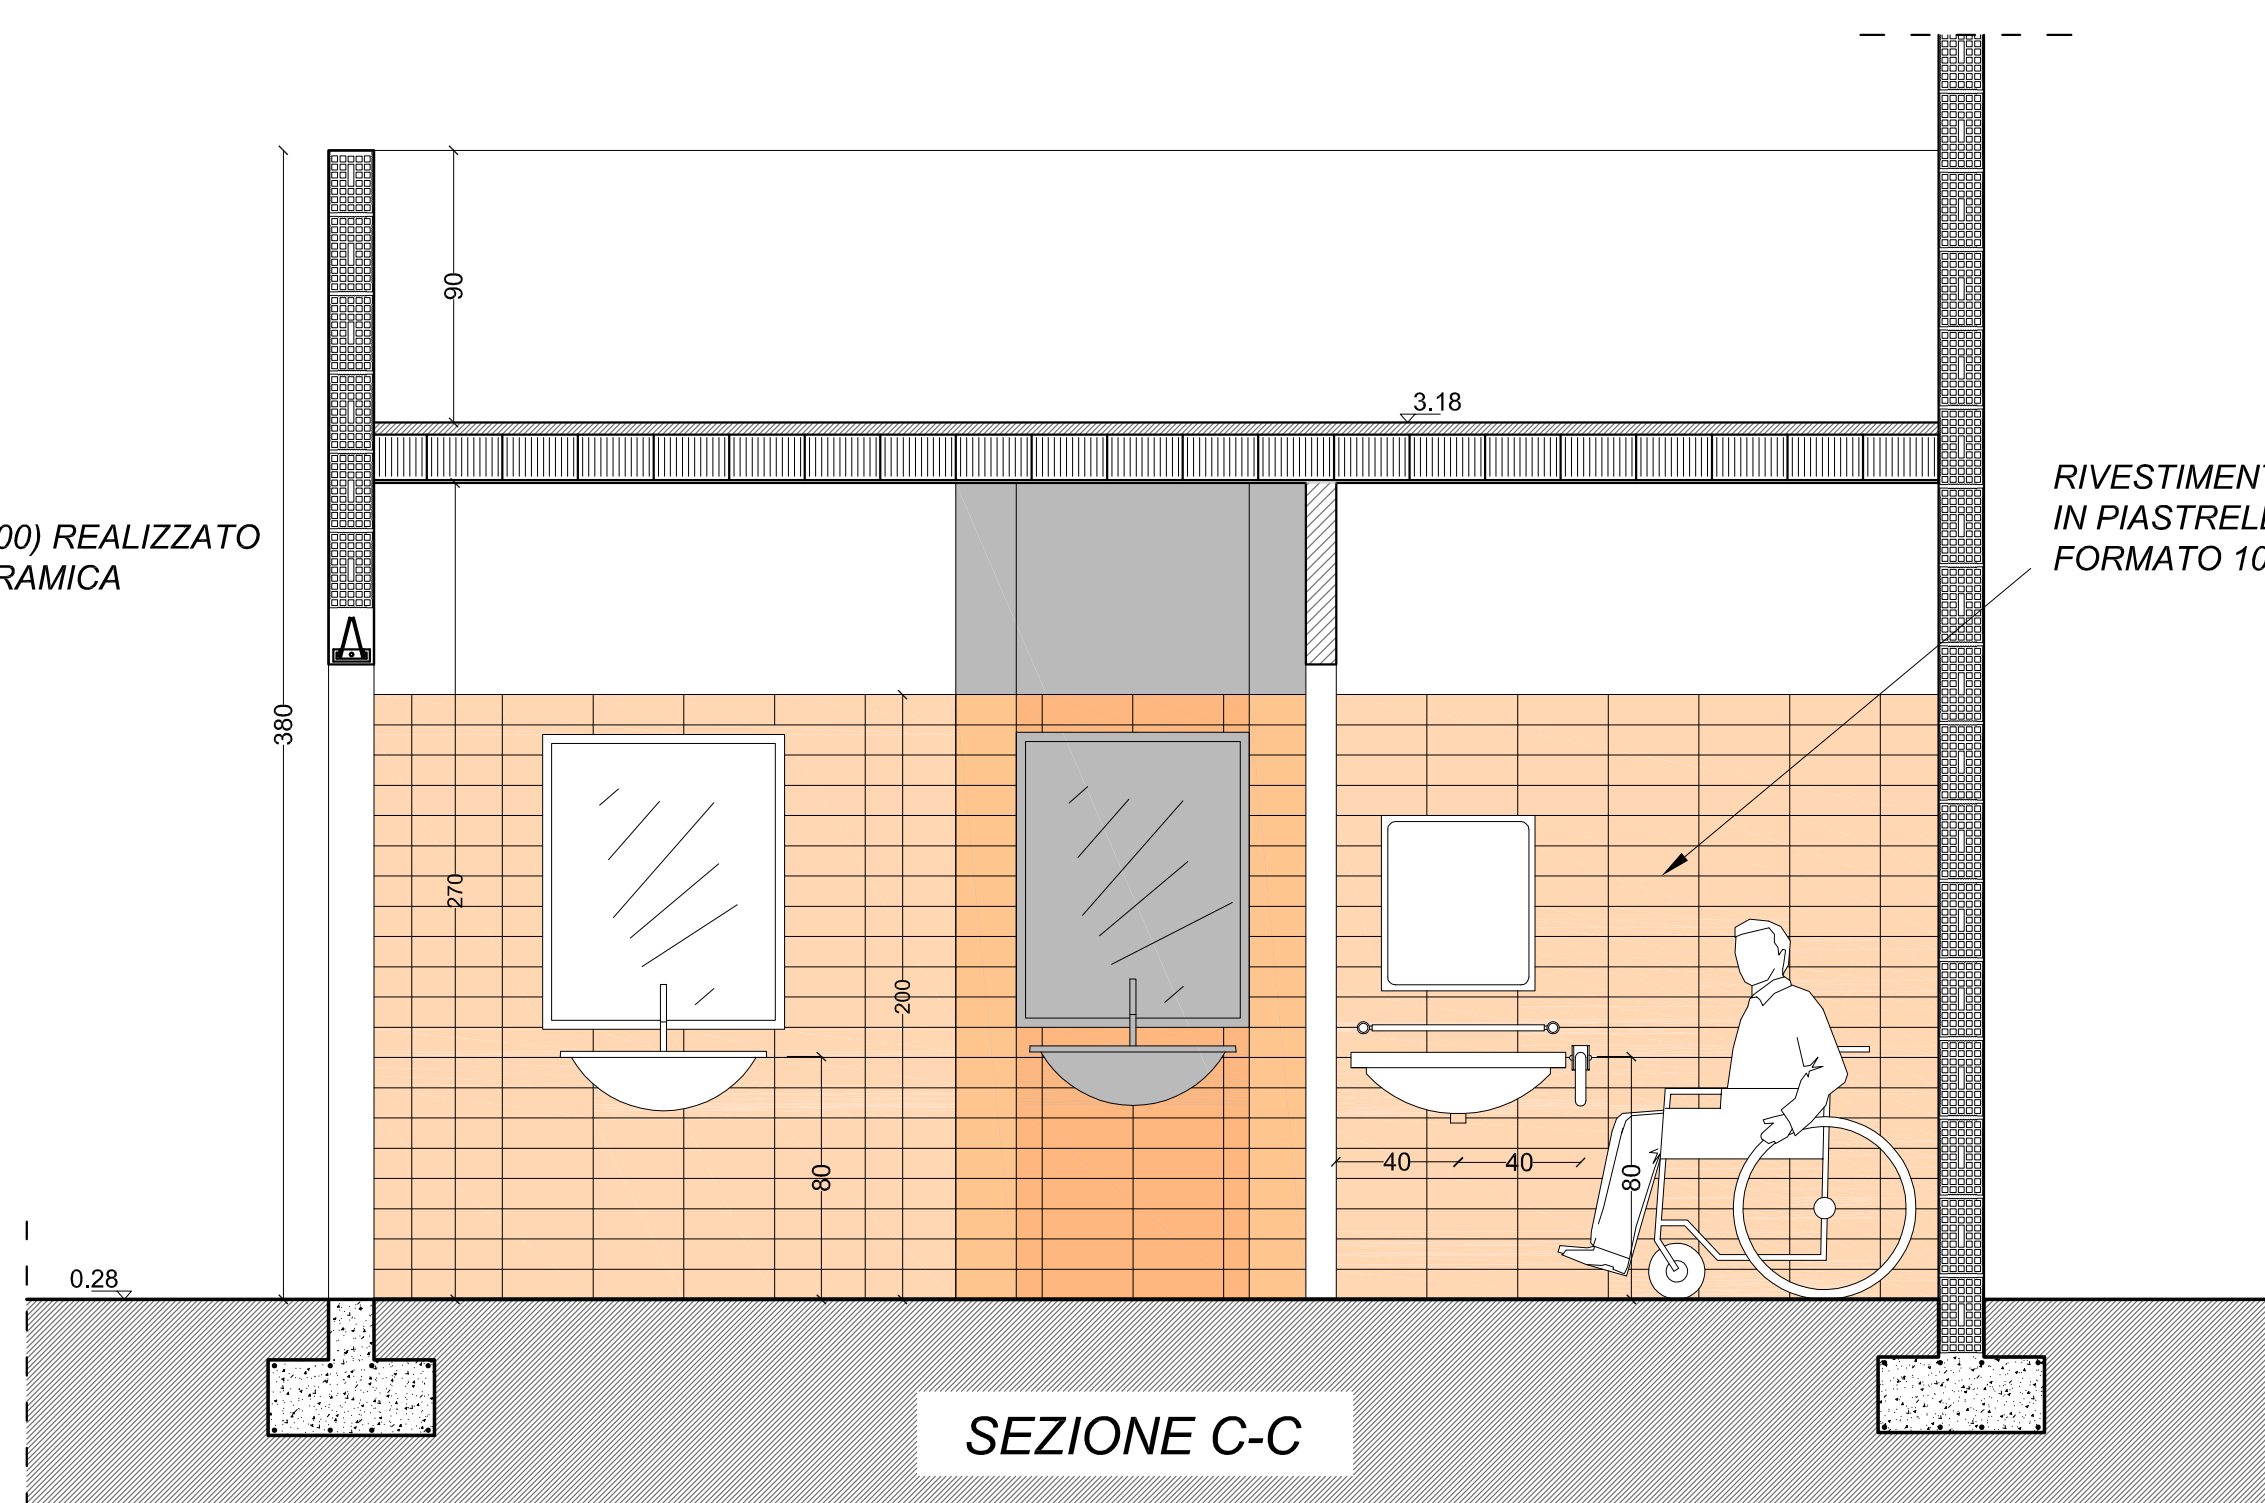 3.18
90
RIVESTIMENT
IN PIASTRELL
FORMATO 10
00) REALIZZATO
RAMICA
380
270
200
80
40
40
80
0.28
SEZIONE C-C